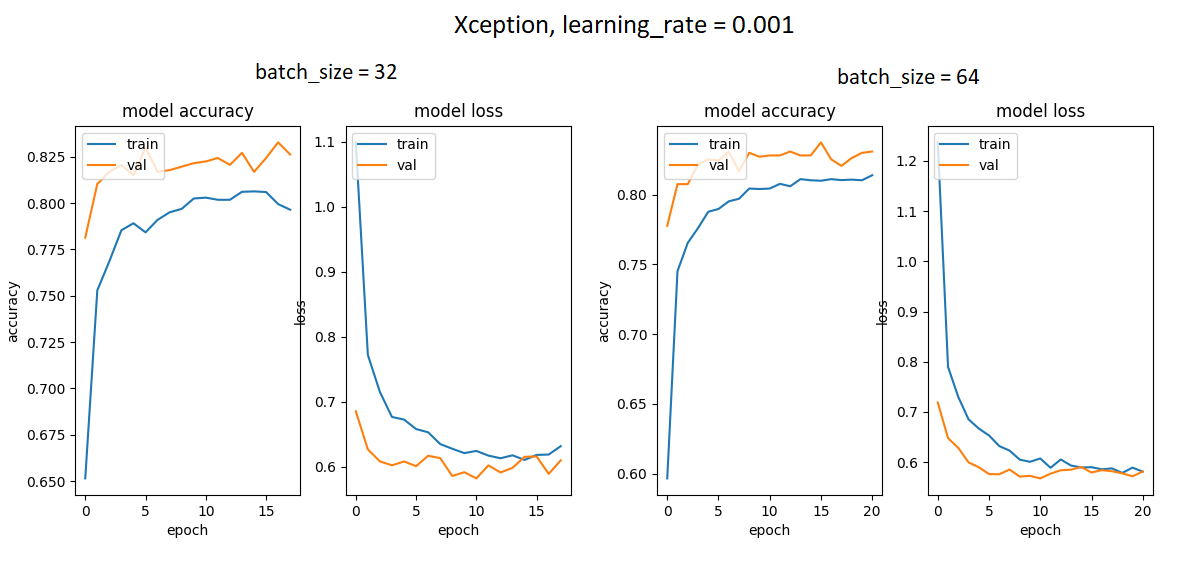 Xception, learning_rate = 0.001
batch_size = 32
batch_size = 64
model accuracy
train
val
0.825
0.800
0.775
0.750
0.725
0.700
0.675
0.650
accuracy
0 5 10 15
epoch
model loss
train
val
1.1
1.0
0.9
0.8
0.7
0.6
loss
0 5 10 15
epoch
model accuracy
train
val
0.80
0.75
0.70
0.65
0.60
accuracy
0 5 10 15 20
epoch
model loss
train
val
1.2
1.1
1.0
0.9
0.8
0.7
0.6
loss
0 5 10 15 20
epoch